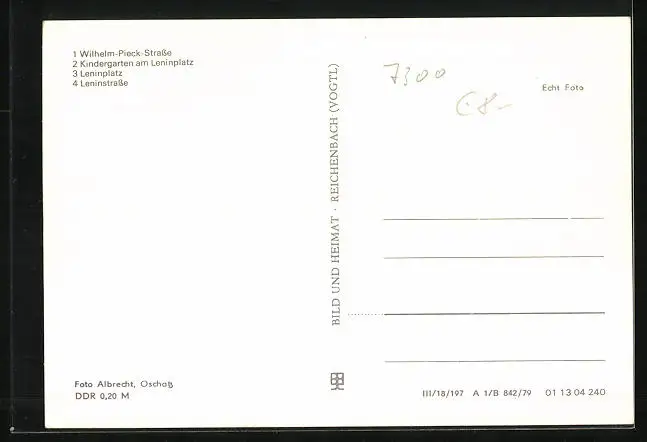 1 Wilhelm-Pieck-Straße
2 Kindergarten am Leninplatz
3 Leninplatz
4 Leninstraße
Foto Albrecht, Oschatz
DDR 0,20 M
BILD UND HEIMAT · REICHENBACH (VOGTL)
7300
€8-
Echt Foto
III/18/197 A 1/B 842/79 01 13 04 240